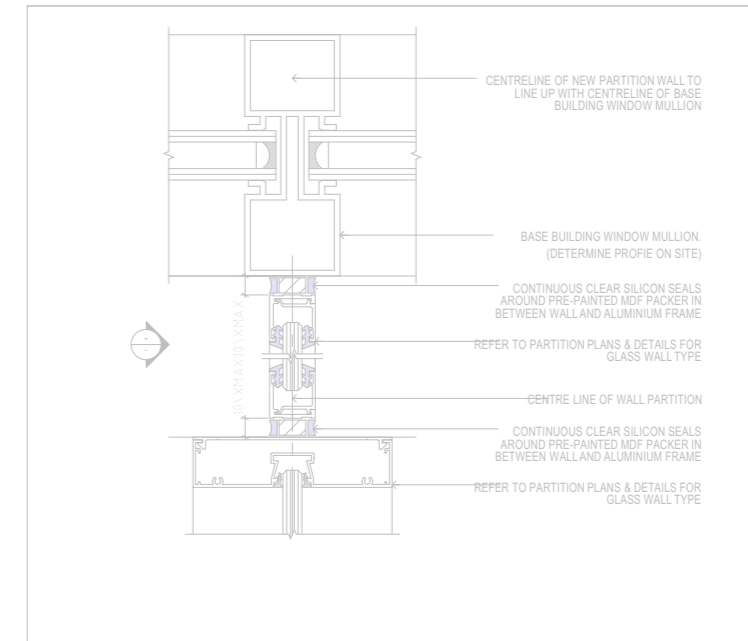 CENTRELINE OF NEW PARTITION WALL TO
LINE UP WITH CENTRELINE OF BASE
BUILDING WINDOW MULLION
BASE BUILDING WINDOW MULLION.
(DETERMINE PROFIE ON SITE)
CONTINUOUS CLEAR SILICON SEALS
AROUND PRE-PAINTED MDF PACKER IN
BETWEEN WALL AND ALUMINIUM FRAME
REFER TO PARTITION PLANS & DETAILS FOR
GLASS WALL TYPE
CENTRE LINE OF WALL PARTITION
CONTINUOUS CLEAR SILICON SEALS
AROUND PRE-PAINTED MDF PACKER IN
BETWEEN WALL AND ALUMINIUM FRAME
REFER TO PARTITION PLANS & DETAILS FOR
GLASS WALL TYPE